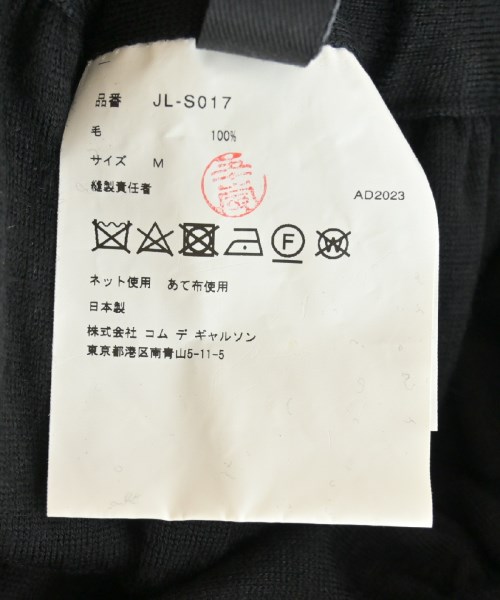 品番 JL-S017
毛 100%
サイズ M
縫製責任者
AD2023
F W
ネット使用 あて布使用
日本製
株式会社 コム デ ギャルソン
東京都港区南青山5-11-5